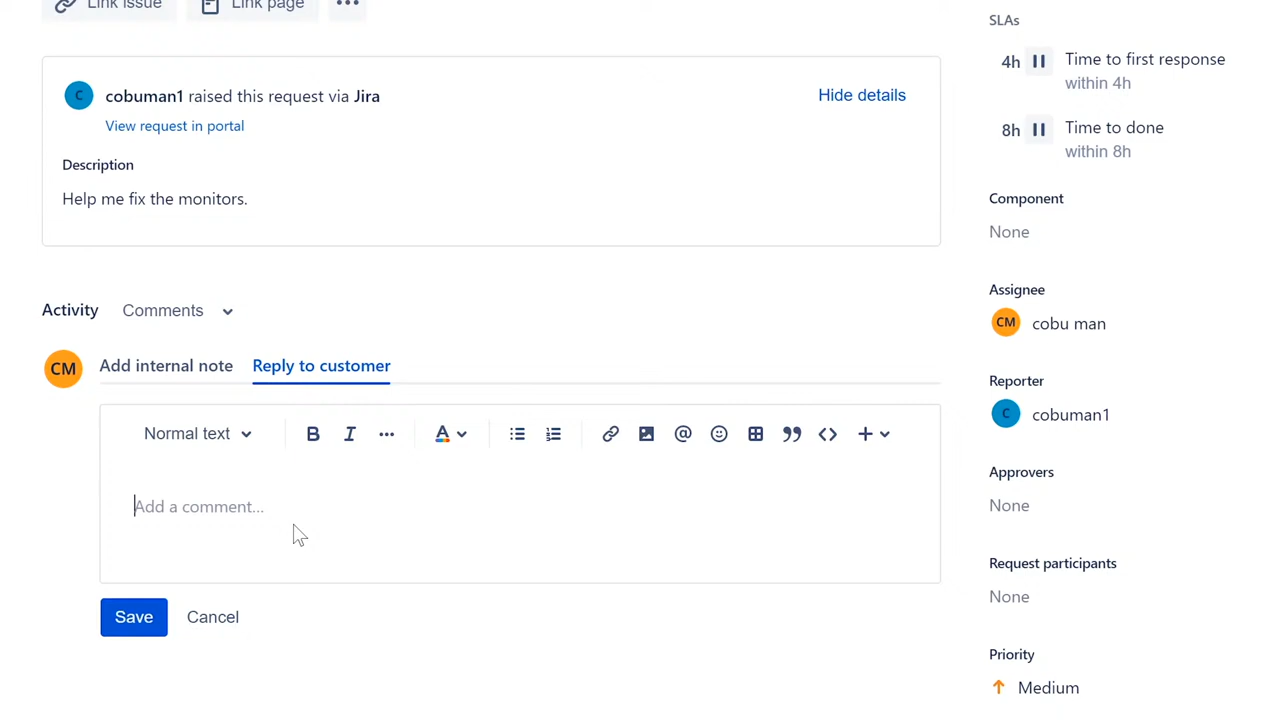 Link issue
Link page
C
cobuman1 raised this request via Jira
Hide details
View request in portal
Description
Help me fix the monitors.
Activity
Comments
CM
Add internal note
Reply to customer
Normal text
B
I
A
@
Add a comment...
Save
Cancel
SLAs
4h
Time to first response
within 4h
8h
Time to done
within 8h
Component
None
Assignee
CM
cobu man
Reporter
C
cobuman1
Approvers
None
Request participants
None
Priority
Medium